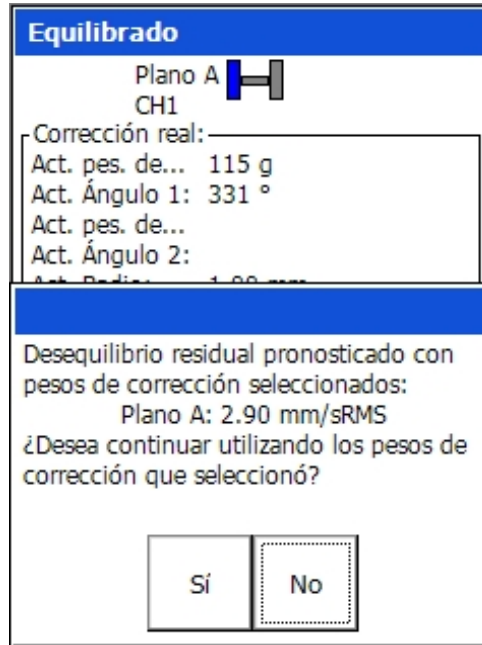 Equilibrado
Plano A
CH1
Corrección real:
Act. pes. de... 115 g
Act. Ángulo 1: 331 °
Act. pes. de...
Act. Ángulo 2:
Desequilibrio residual pronosticado con
pesos de corrección seleccionados:
Plano A: 2.90 mm/sRMS
¿Desea continuar utilizando los pesos de
corrección que seleccionó?
Sí
No